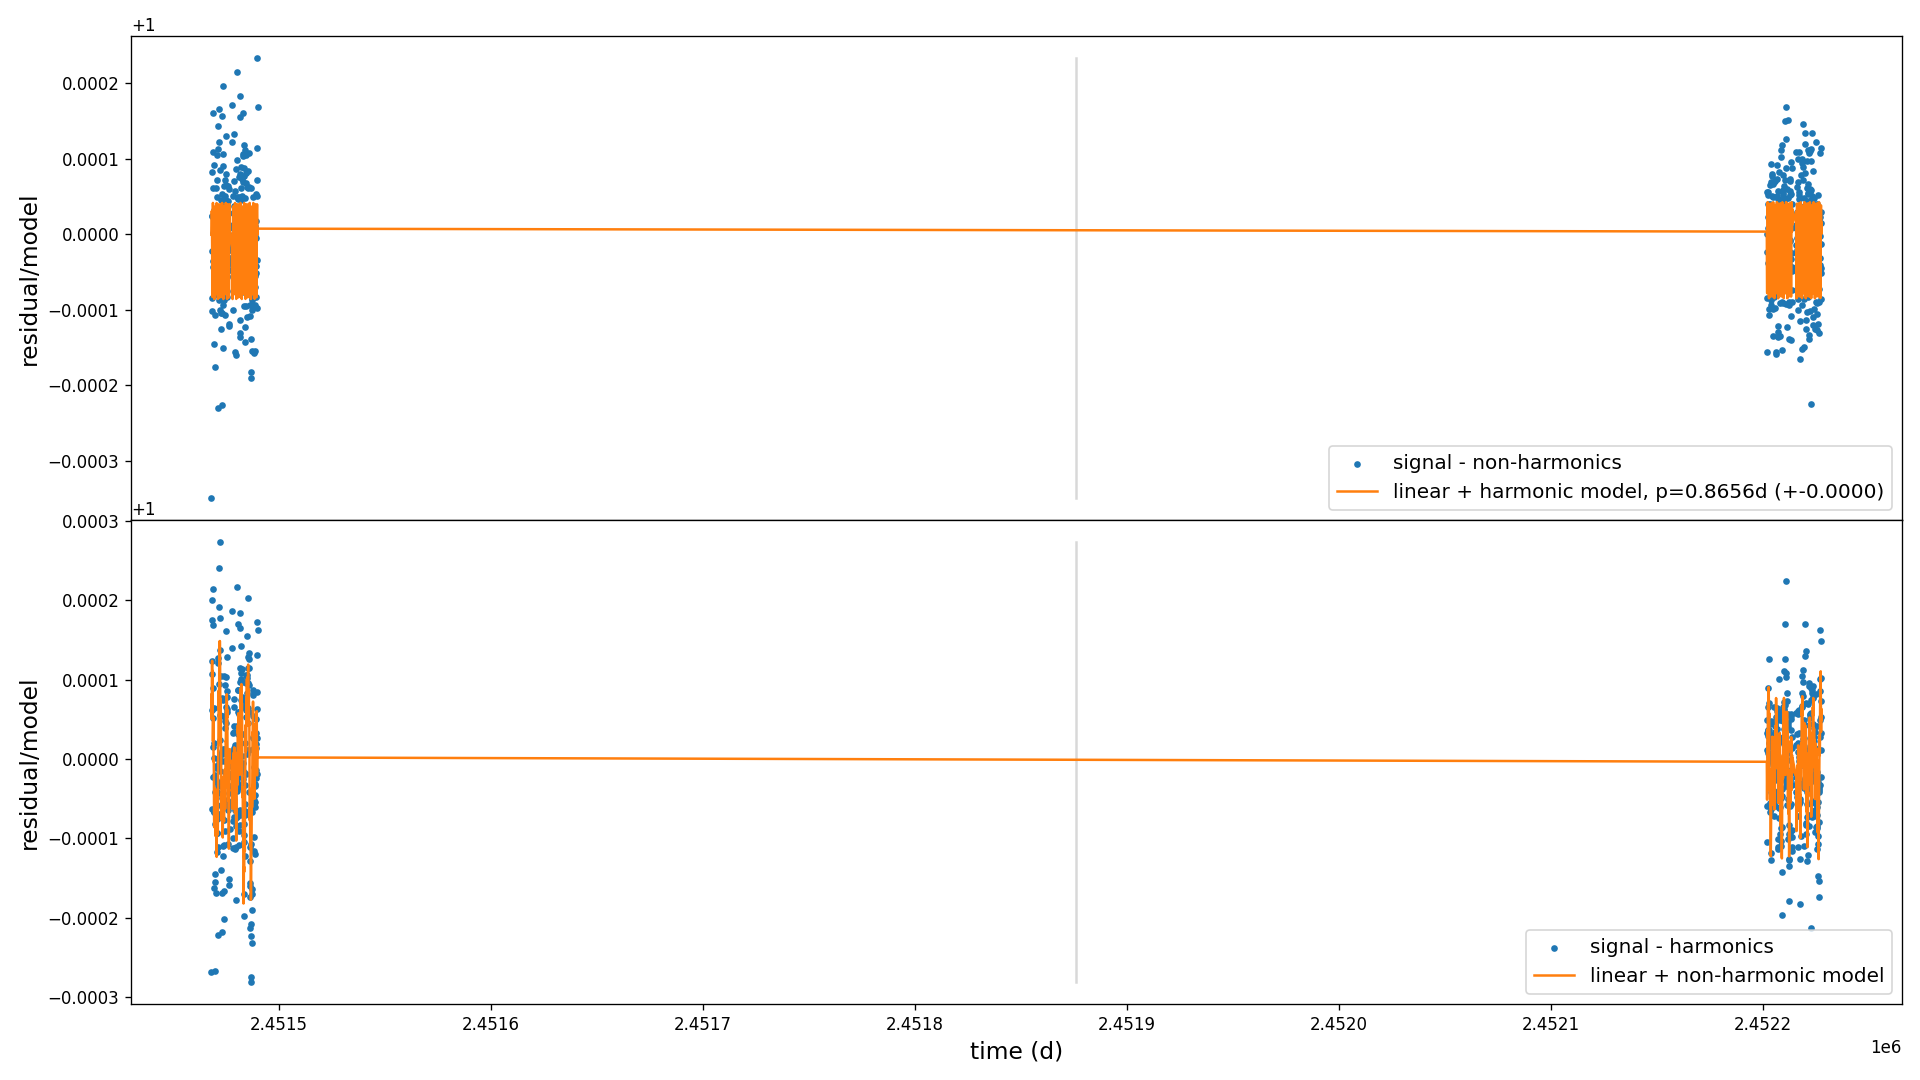 +1
0.0002
0.0001
0.0000
−0.0001
−0.0002
−0.0003
residual/model
signal - non-harmonics
linear + harmonic model, p=0.8656d (+-0.0000)
+1
0.0003
0.0002
0.0001
0.0000
−0.0001
−0.0002
−0.0003
residual/model
signal - harmonics
linear + non-harmonic model
2.4515 2.4516 2.4517 2.4518 2.4519 2.4520 2.4521 2.4522
1e6
time (d)